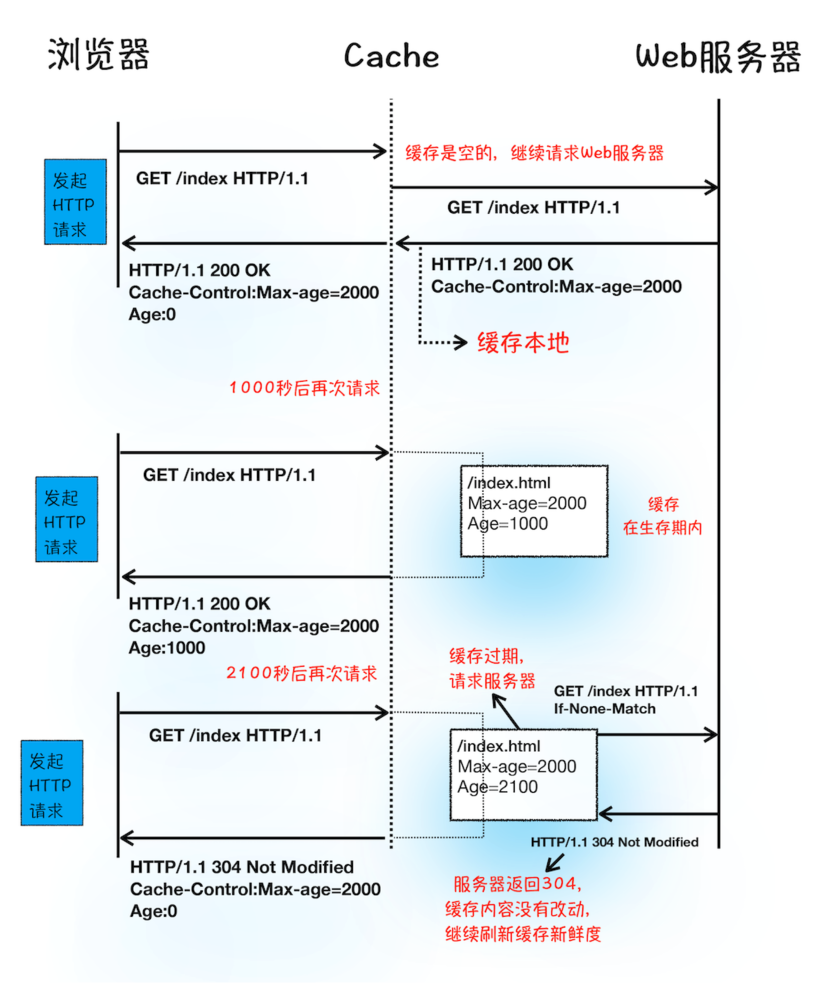 浏览器
Cache
Web服务器
发起
HTTP
请求
GET /index HTTP/1.1
缓存是空的，继续请求Web服务器
GET /index HTTP/1.1
HTTP/1.1 200 OK
Cache-Control:Max-age=2000
HTTP/1.1 200 OK
Cache-Control:Max-age=2000
Age:0
缓存本地
1000秒后再次请求
发起
HTTP
请求
GET /index HTTP/1.1
/index.html
Max-age=2000
Age=1000
缓存
在生存期内
HTTP/1.1 200 OK
Cache-Control:Max-age=2000
Age:1000
2100秒后再次请求
缓存过期，
请求服务器
GET /index HTTP/1.1
If-None-Match
发起
HTTP
请求
GET /index HTTP/1.1
/index.html
Max-age=2000
Age=2100
HTTP/1.1 304 Not Modified
HTTP/1.1 304 Not Modified
Cache-Control:Max-age=2000
Age:0
服务器返回304，
缓存内容没有改动，
继续刷新缓存新鲜度